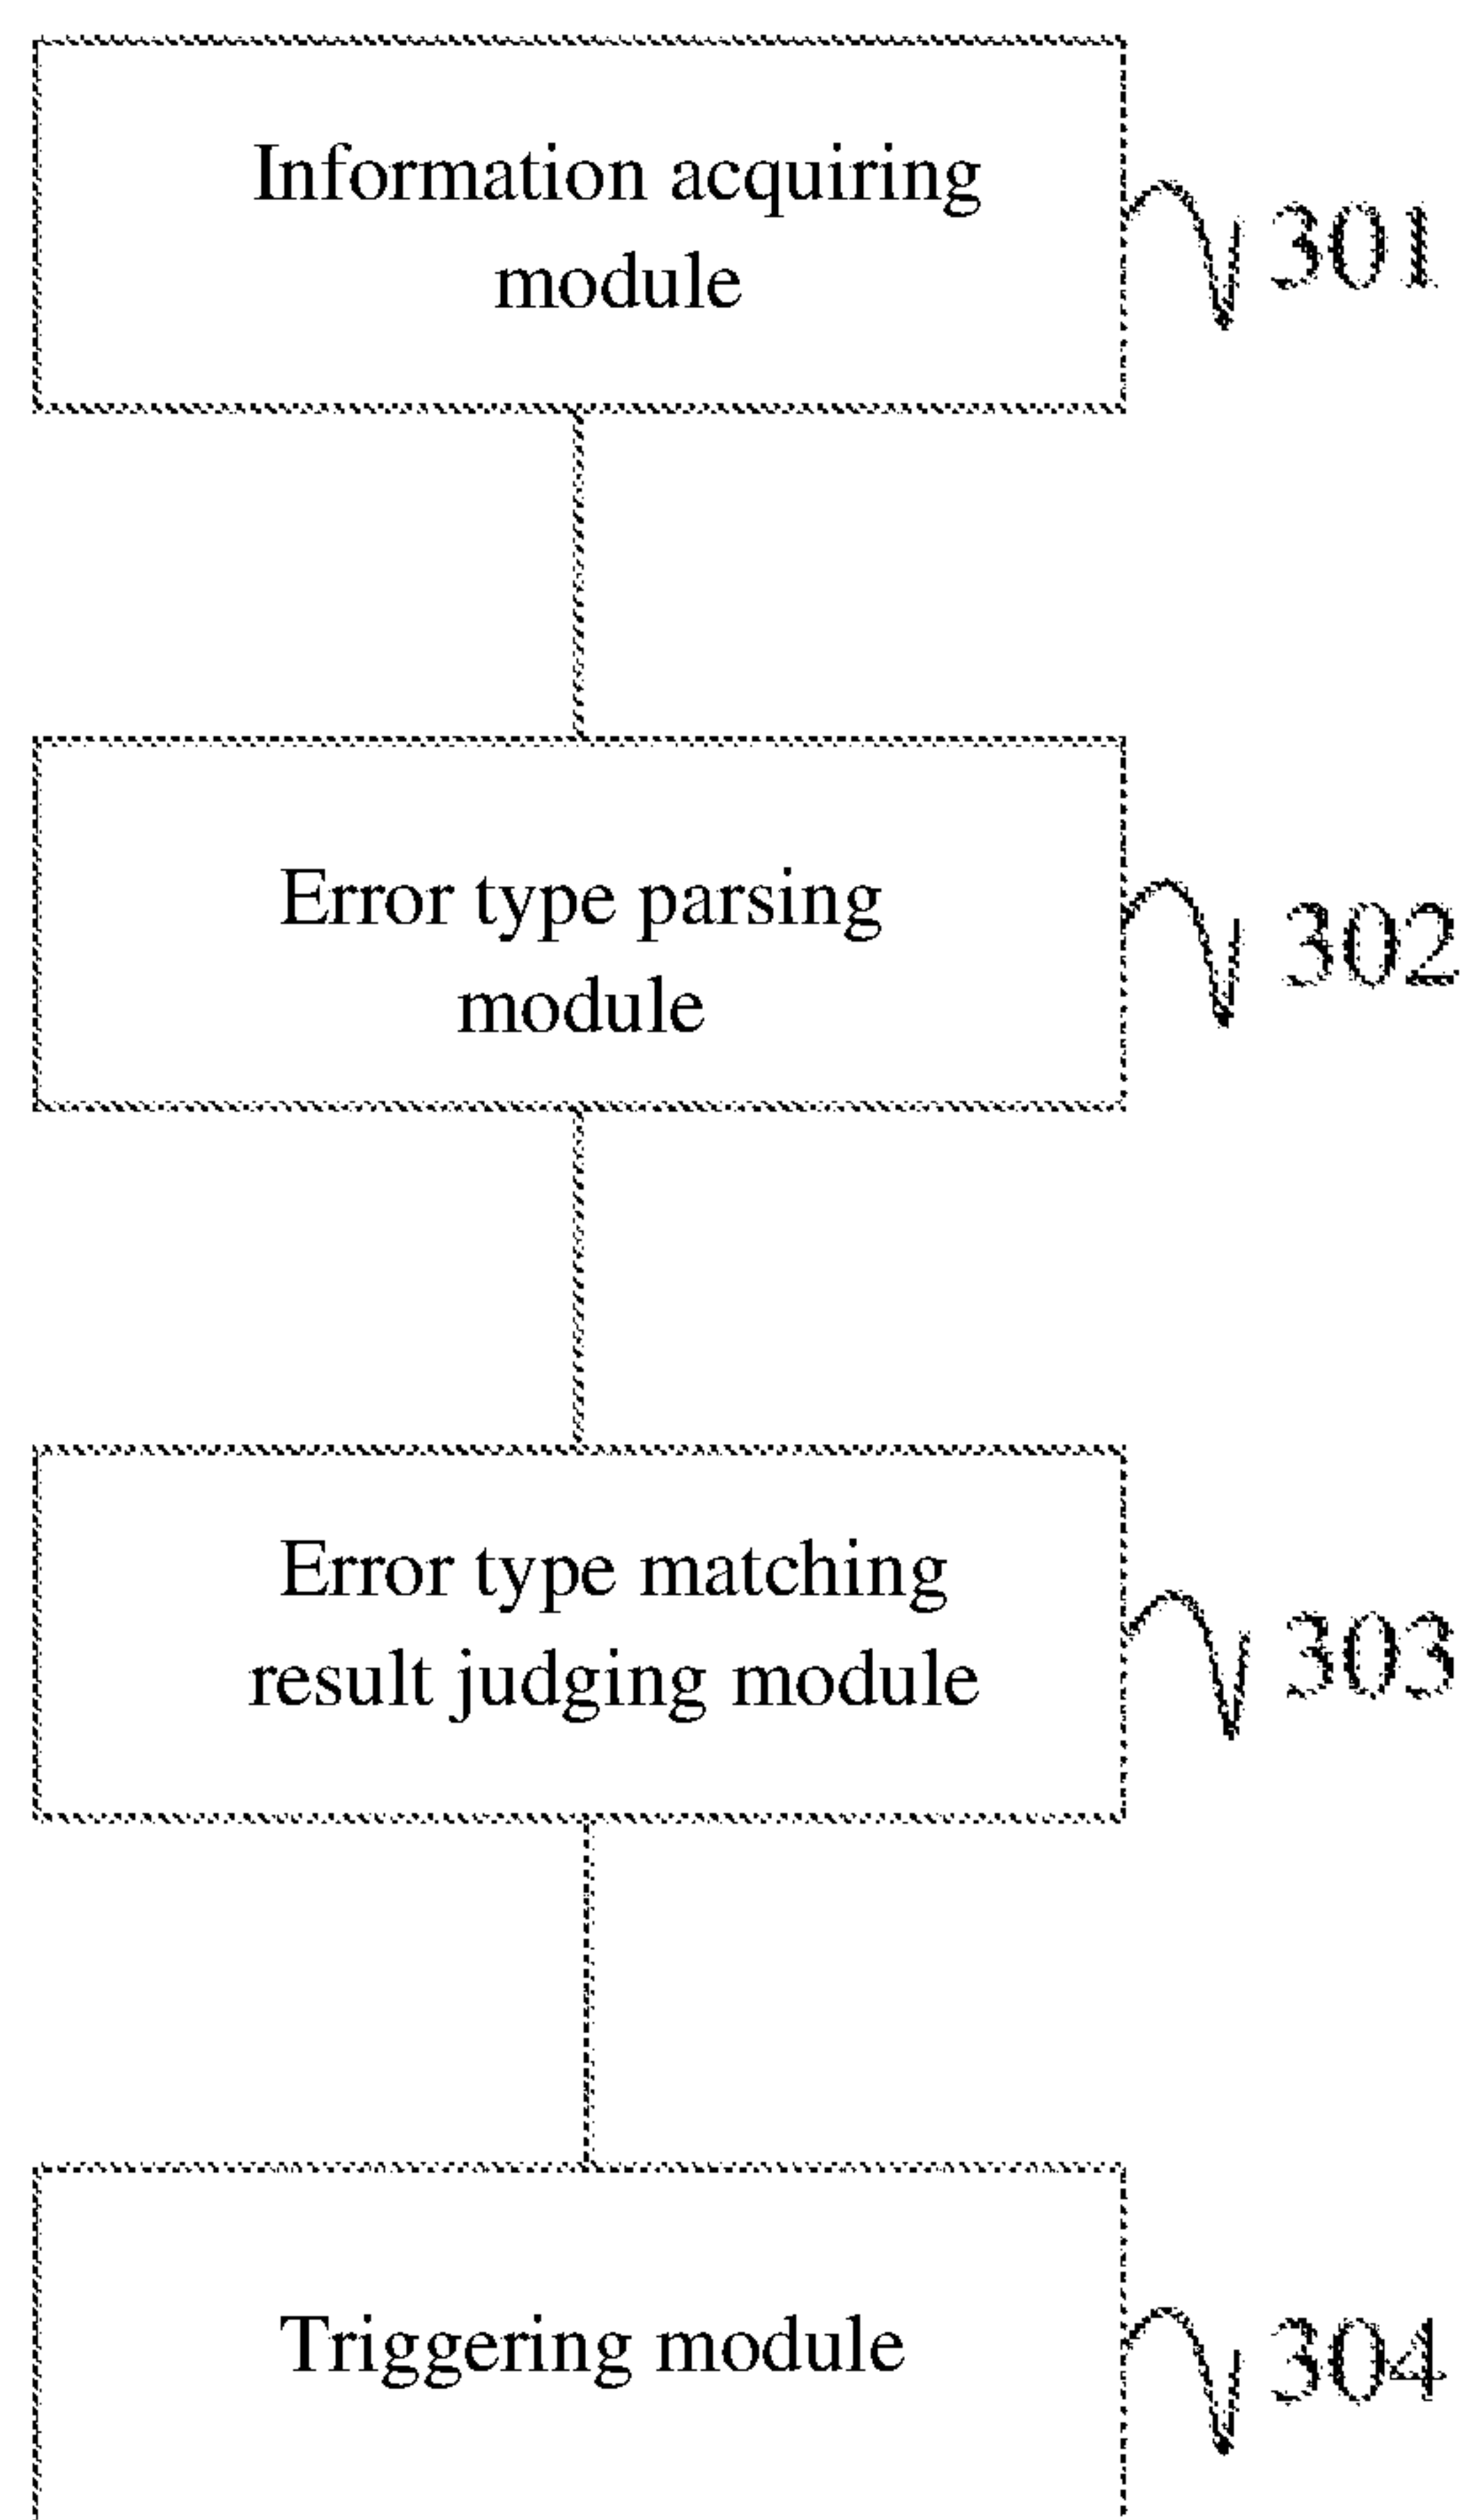 Information acquiring
module
301
Error type parsing
module
302
Error type matching
result judging module
303
Triggering module
304